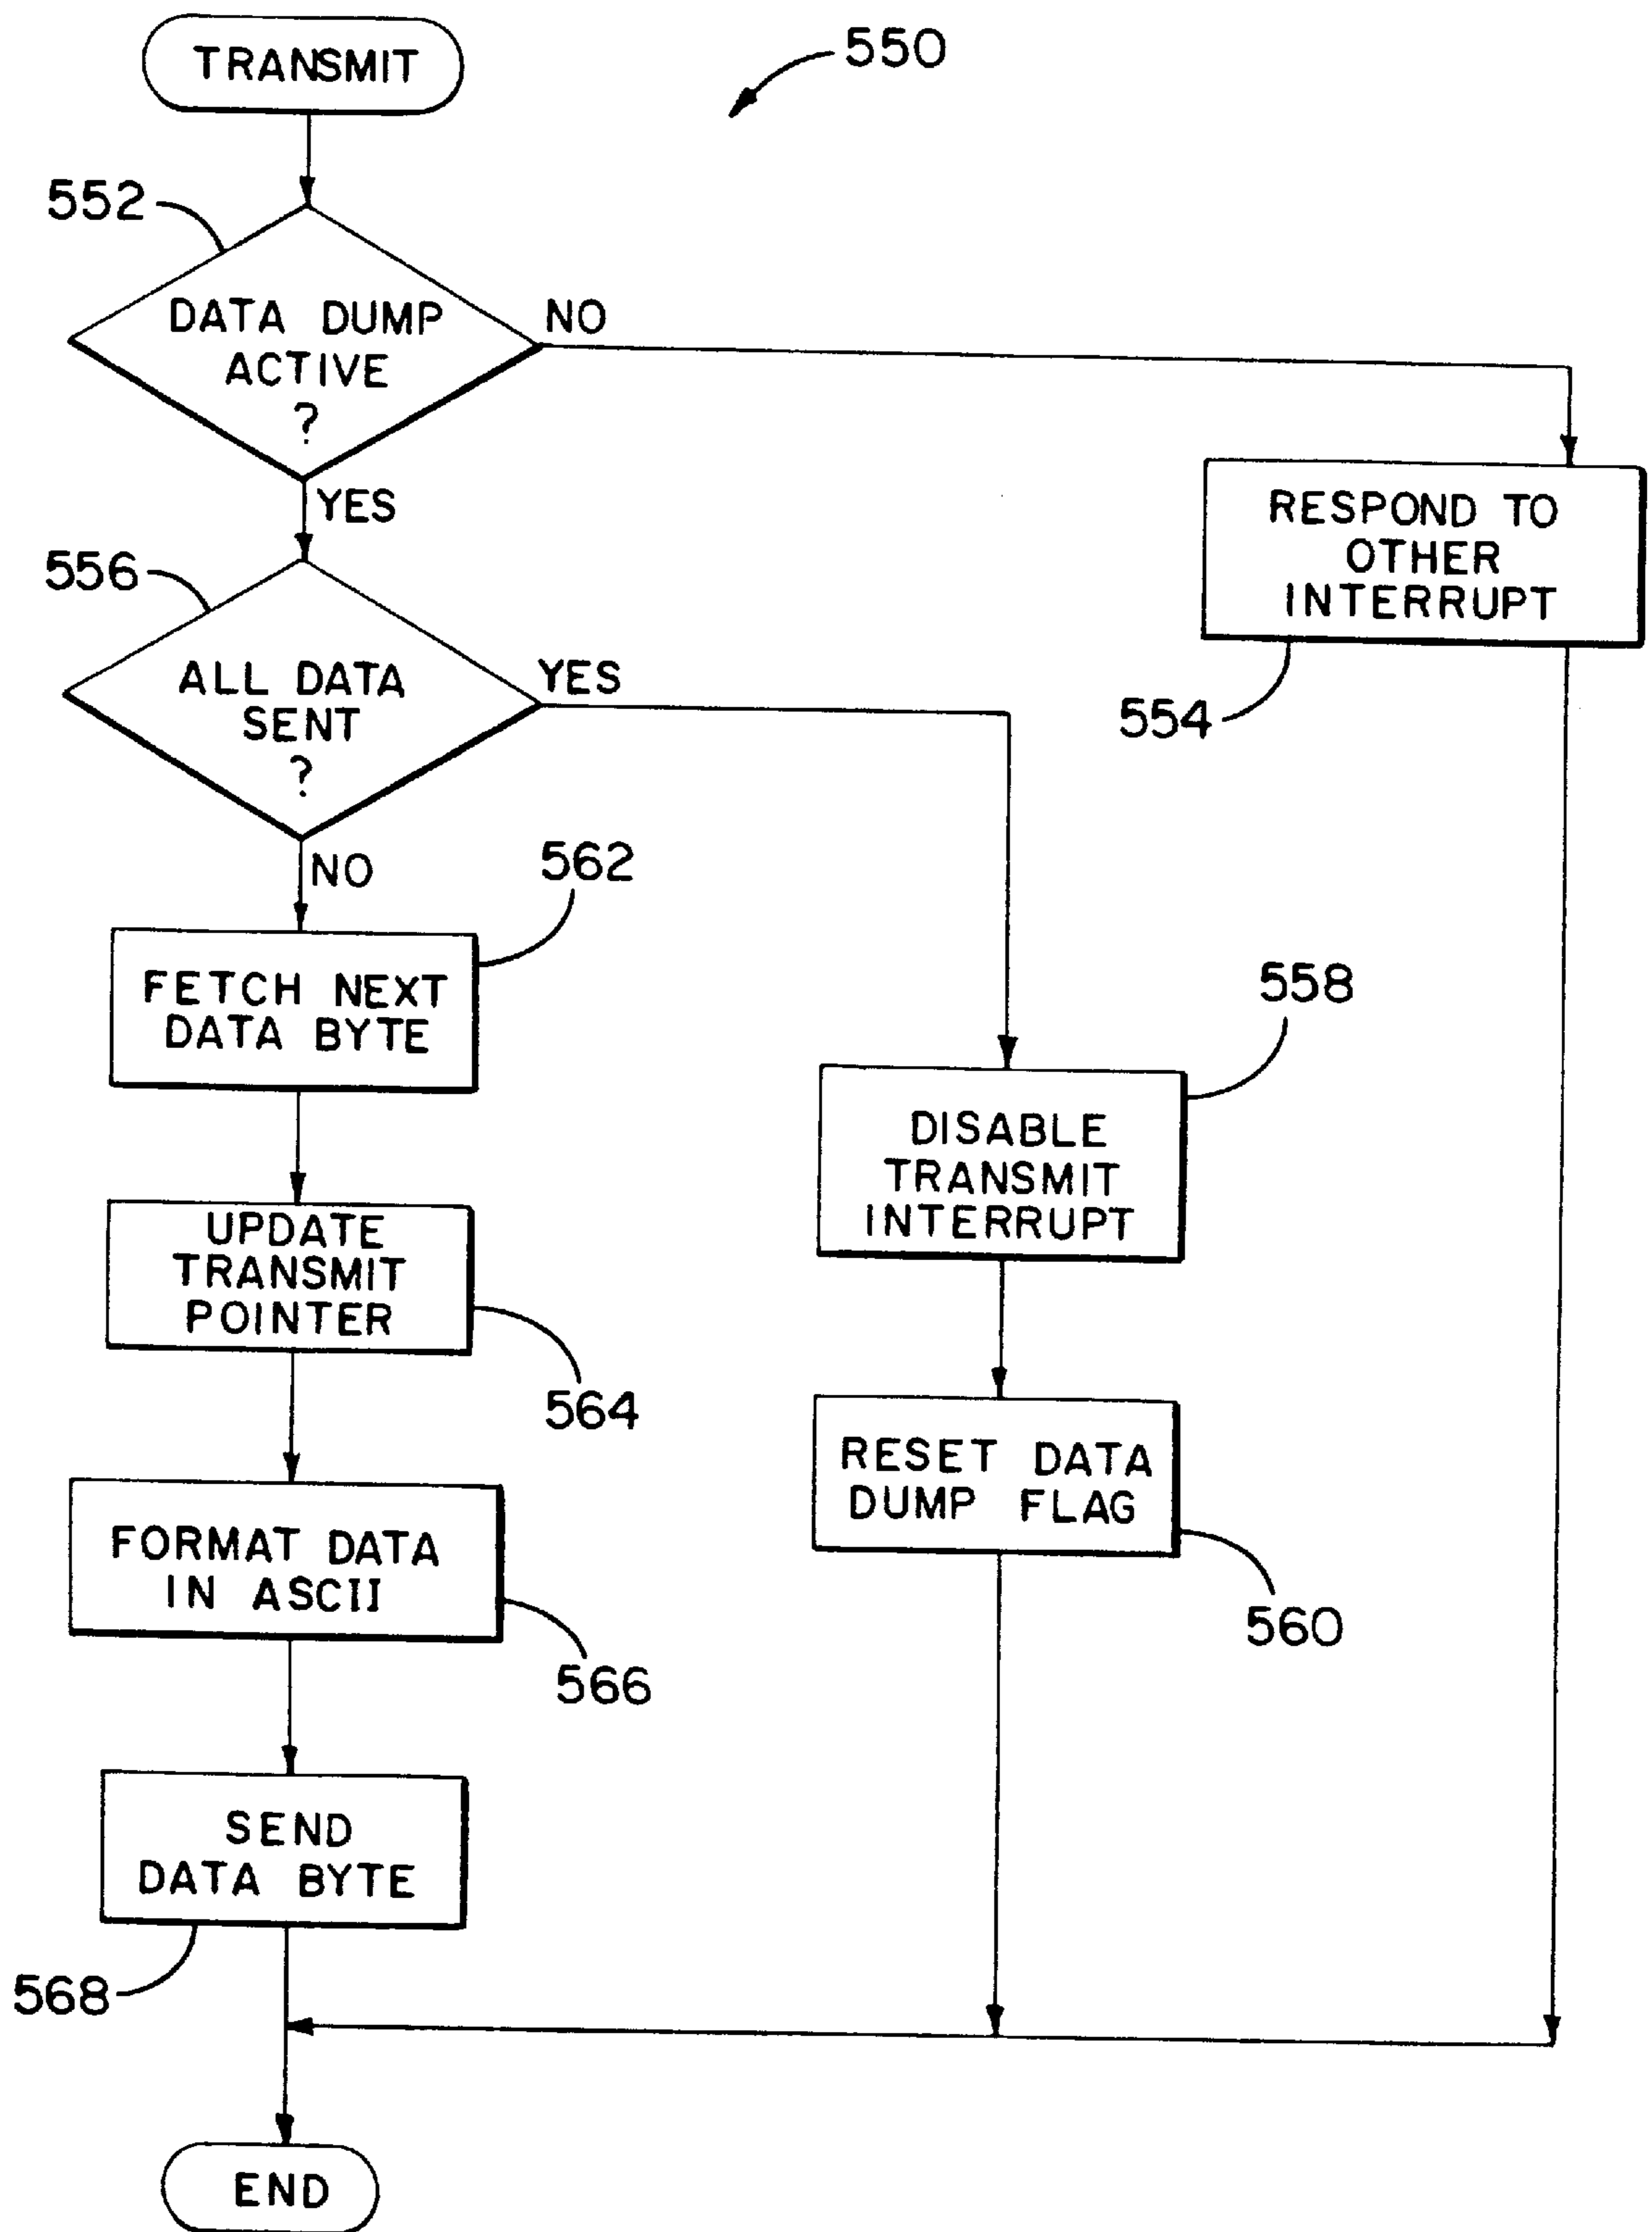 TRANSMIT
550
552
DATA DUMP
ACTIVE
?
NO
YES
RESPOND TO
OTHER
INTERRUPT
554
556
ALL DATA
SENT
?
YES
NO
562
FETCH NEXT
DATA BYTE
558
DISABLE
TRANSMIT
INTERRUPT
UPDATE
TRANSMIT
POINTER
564
RESET DATA
DUMP FLAG
560
FORMAT DATA
IN ASCII
566
SEND
DATA BYTE
568
END